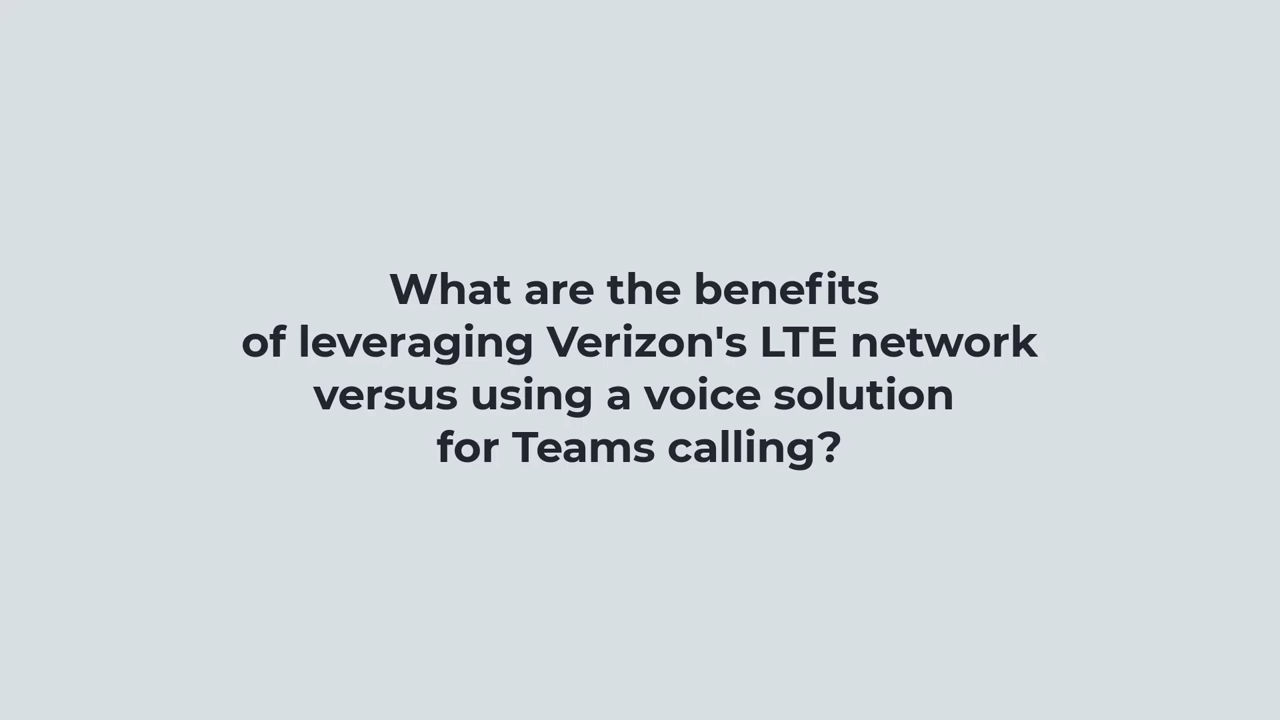 What are the benefits
of leveraging Verizon's LTE network
versus using a voice solution
for Teams calling?